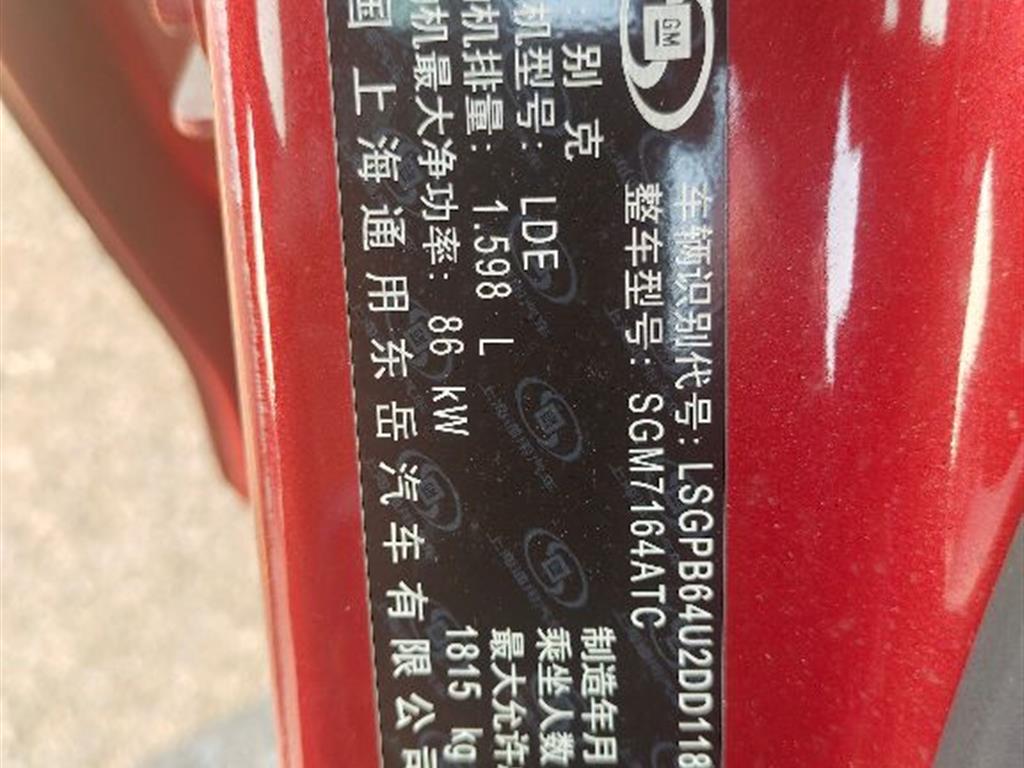 GM
车辆识别代号:LSGPB64U2DD118
别克 整车型号:SGM7164ATC
机型号:LDE 制造年月
机排量:1.598 L 乘坐人数
机最大净功率:86 kW 最大允许
1815 kg
国上海通用东岳汽车有限公司